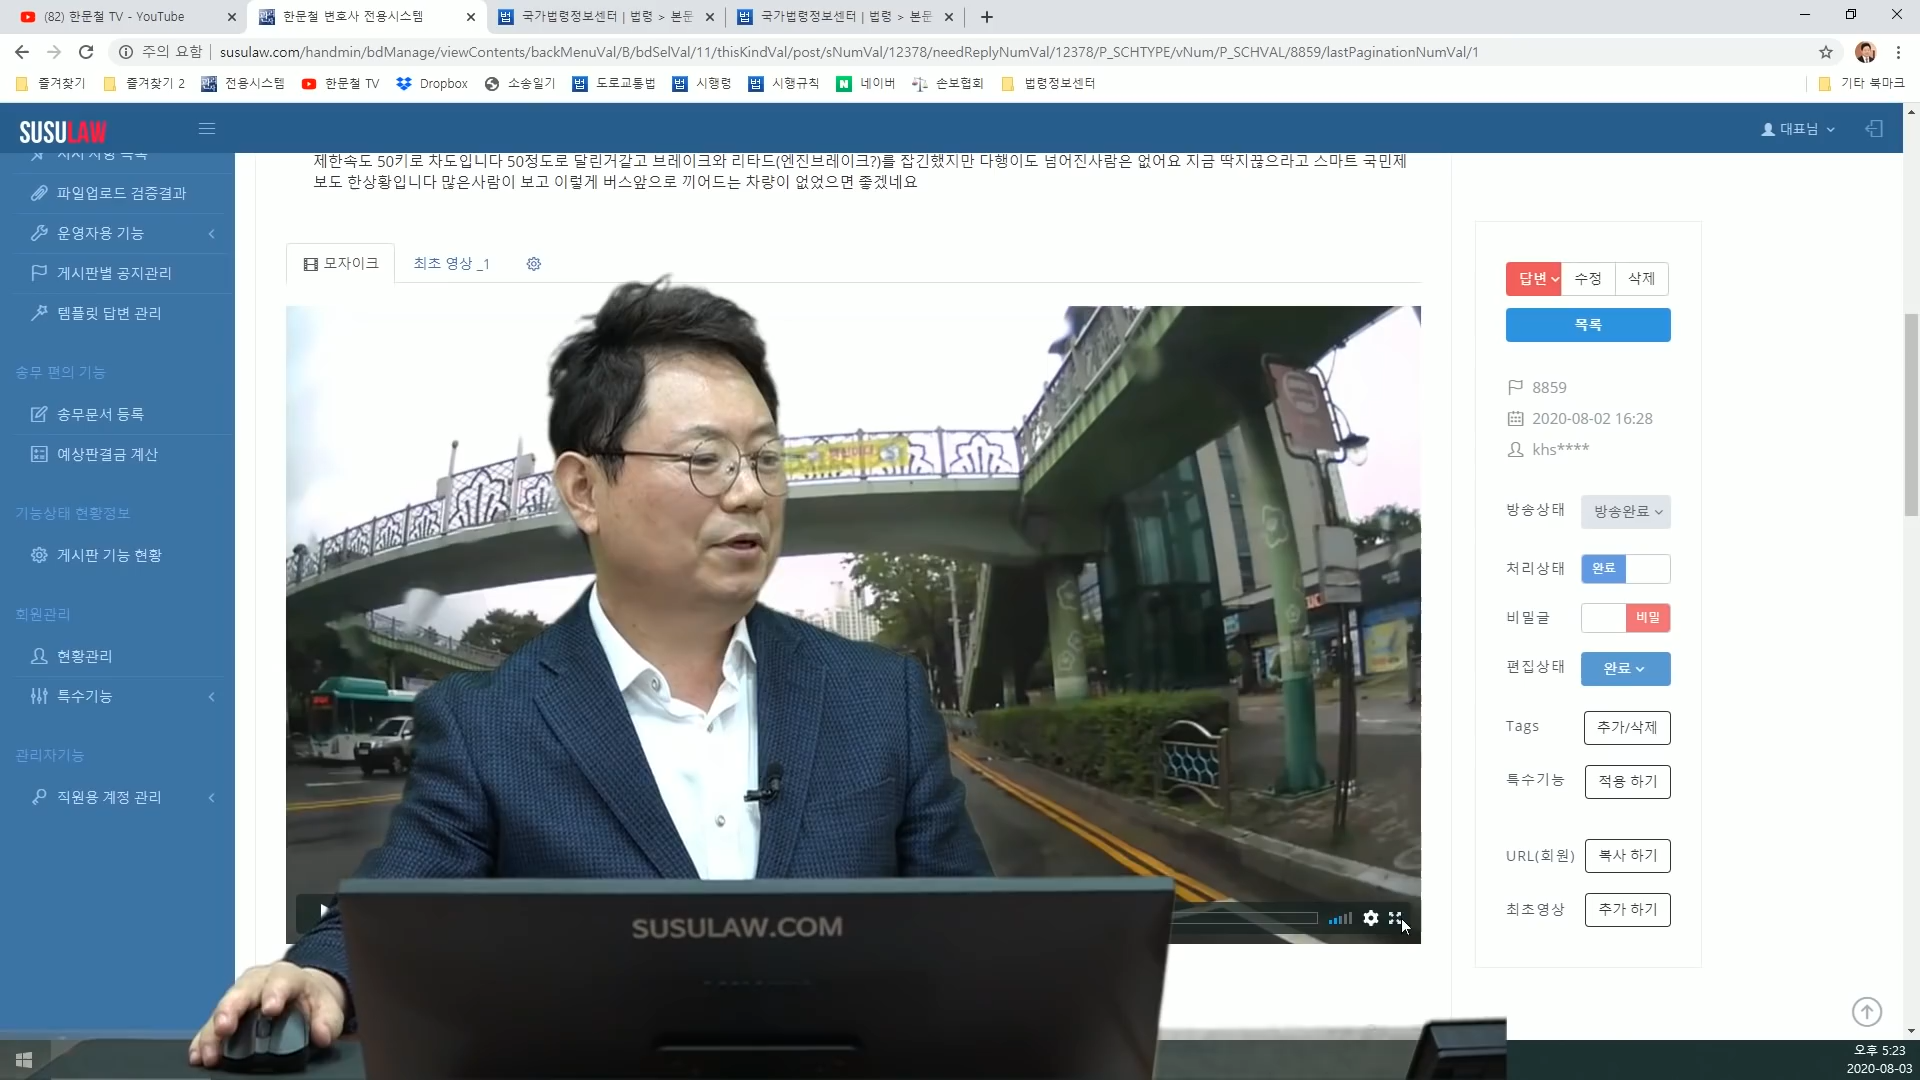 (82) 한문철 TV - YouTube
한문철 변호사 전용시스템
국가법령정보센터 | 법령 > 본문
국가법령정보센터 | 법령 > 본문
주의 요함
susulaw.com/handmin/bdManage/viewContents/backMenuVal/B/bdSelVal/11/thisKindVal/post/sNumVal/12378/needReplyNumVal/12378/P_SCHTYPE/vNum/P_SCHVAL/8859/lastPaginationNumVal/1
즐겨찾기
즐겨찾기 2
전용시스템
한문철 TV
Dropbox
소송일기
도로교통법
시행령
시행규칙
네이버
손보협회
법령정보센터
기타 북마크
SUSULAW
대표님
파일업로드 검증결과
운영자용 기능
게시판별 공지관리
템플릿 답변 관리
송무 편의 기능
송무문서 등록
예상판결금 계산
기능상태 현황정보
게시판 기능 현황
회원관리
현황관리
특수기능
관리자기능
직원용 계정 관리
제한속도 50키로 차도입니다 50정도로 달린거같고 브레이크와 리타드(엔진브레이크?)를 잡긴했지만 다행이도 넘어진사람은 없어요 지금 딱지끊으라고 스마트 국민제
보도 한상황입니다 많은사람이 보고 이렇게 버스앞으로 끼어드는 차량이 없었으면 좋겠네요
모자이크
최초 영상 _1
답변
수정
삭제
목록
8859
2020-08-02 16:28
khs****
방송상태
방송완료
처리상태
완료
비밀글
비밀
편집상태
완료
Tags
추가/삭제
특수기능
적용 하기
URL(회원)
복사 하기
최초영상
추가 하기
SUSULAW.COM
오후 5:23
2020-08-03